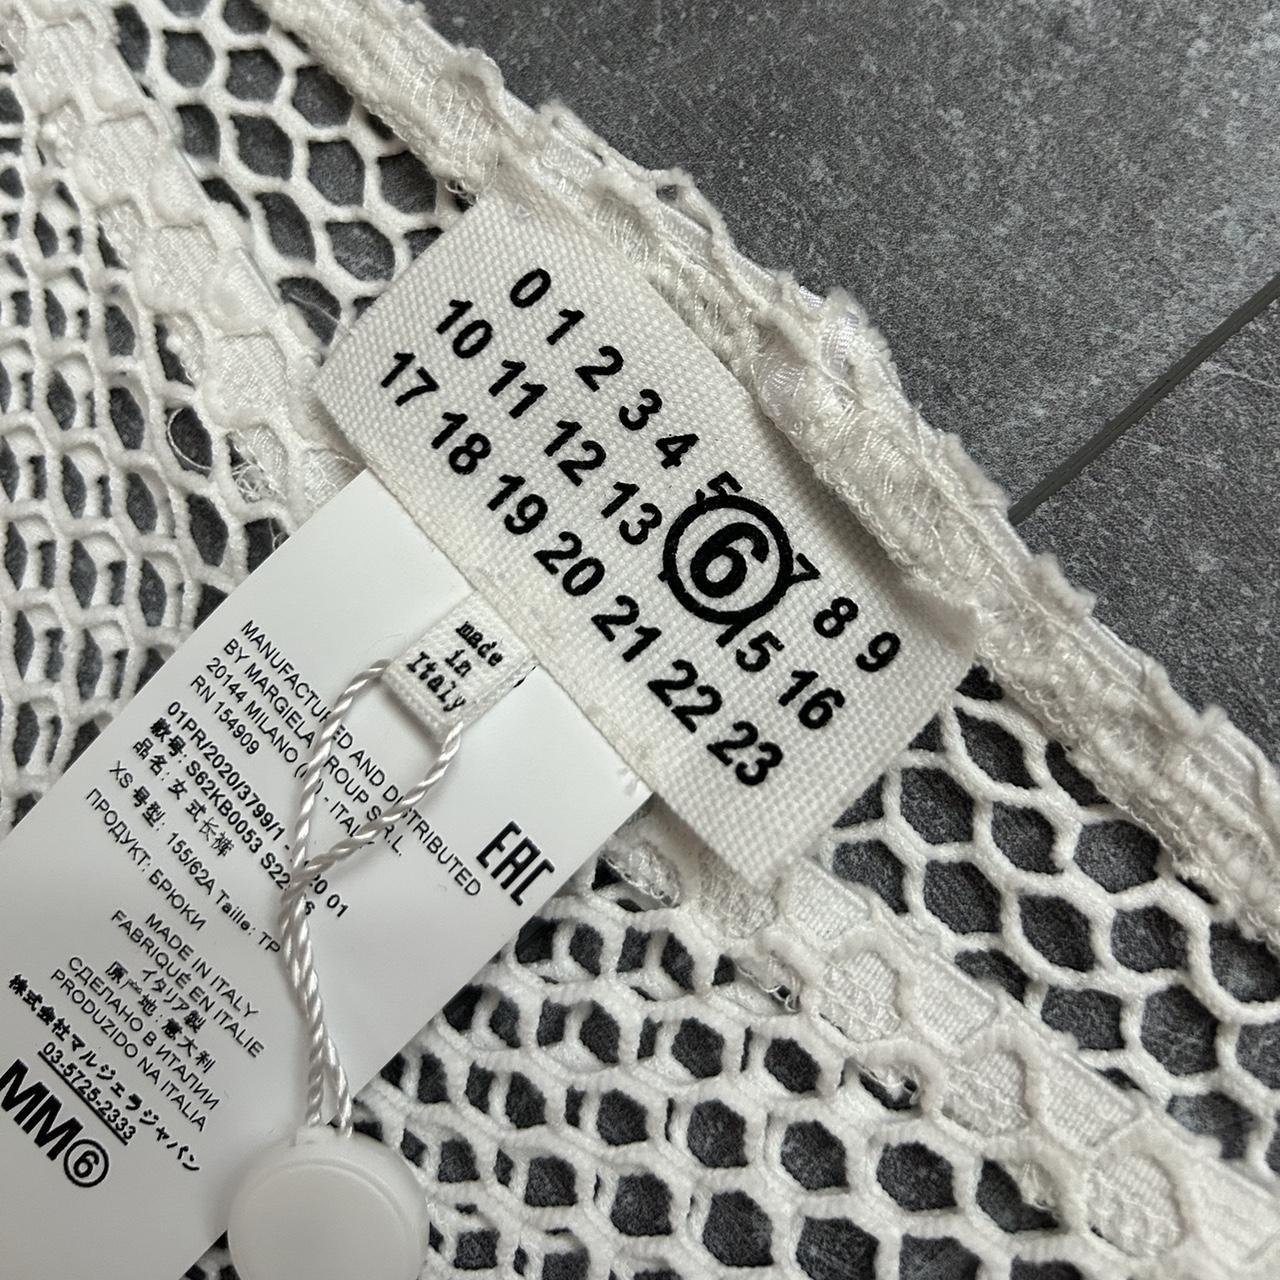 0 1 2 3 4 5 6 7 8 9
10 11 12 13 15 16
17 18 19 20 21 22 23
made
in
Italy
MANUFACTURED AND DISTRIBUTED
BY MARGIELA GROUP S.R.L.
20144 MILANO ( ) - ITALY
RN 154909
EAC
01PR/2020/3799/1 - 20 01
款号: S62KB0053 S22
品名: 女式长裤
XS 号型: 155/62A Taille: TP
ПРОДУКТ: БРЮКИ
MADE IN ITALY
FABRIQUÉ EN ITALIE
イタリア製
原产地: 意大利
СДЕЛАНО В ИТАЛИИ
PRODUZIDO NA ITALIA
株式会社マルジェラジャパン
03-5725-2333
MM⑥